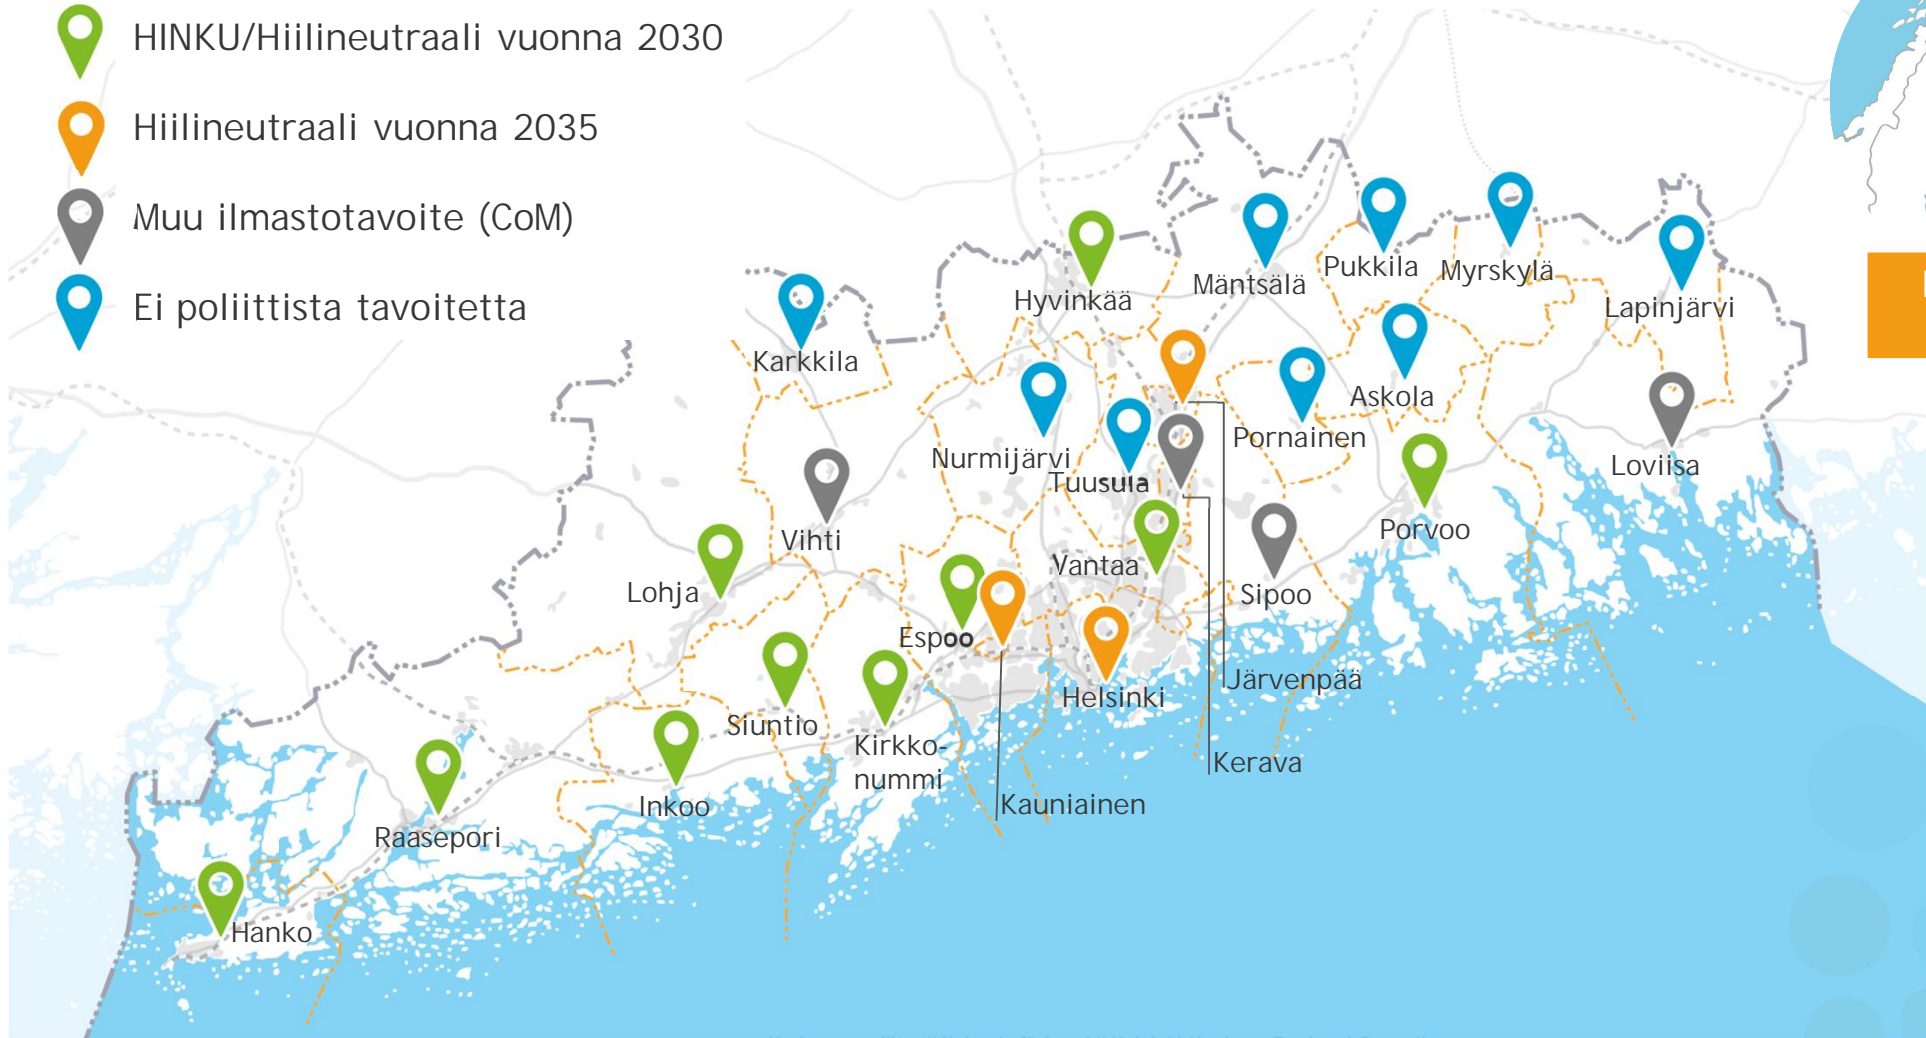 HINKU/Hiilineutraali vuonna 2030
Hiilineutraali vuonna 2035
Muu ilmastotavoite (CoM)
Ei poliittista tavoitetta
Hyvinkää
Mäntsälä
Pukkila
Myrskylä
Lapinjärvi
Karkkila
Askola
Nurmijärvi
Tuusula
Pornainen
Loviisa
Vihti
Porvoo
Lohja
Vantaa
Sipoo
Espoo
Helsinki
Järvenpää
Siuntio
Kirkko-
nummi
Kerava
Inkoo
Kauniainen
Raasepori
Hanko